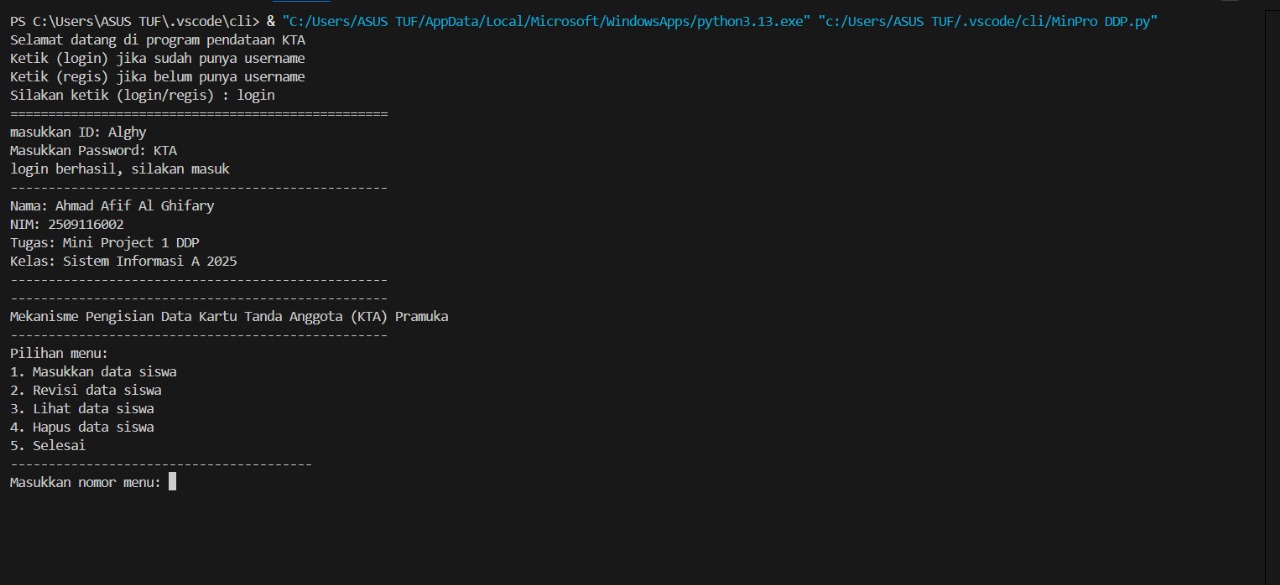 PS C:\Users\ASUS TUF\.vscode\cli> & "C:/Users/ASUS TUF/AppData/Local/Microsoft/WindowsApps/python3.13.exe" "c:/Users/ASUS TUF/.vscode/cli/MinPro DDP.py"
Selamat datang di program pendataan KTA
Ketik (login) jika sudah punya username
Ketik (regis) jika belum punya username
Silakan ketik (login/regis) : login
==================================================
masukkan ID: Alghy
Masukkan Password: KTA
login berhasil, silakan masuk
--------------------------------------------------
Nama: Ahmad Afif Al Ghifary
NIM: 2509116002
Tugas: Mini Project 1 DDP
Kelas: Sistem Informasi A 2025
--------------------------------------------------
--------------------------------------------------
Mekanisme Pengisian Data Kartu Tanda Anggota (KTA) Pramuka
--------------------------------------------------
Pilihan menu:
1. Masukkan data siswa
2. Revisi data siswa
3. Lihat data siswa
4. Hapus data siswa
5. Selesai
----------------------------------------
Masukkan nomor menu: